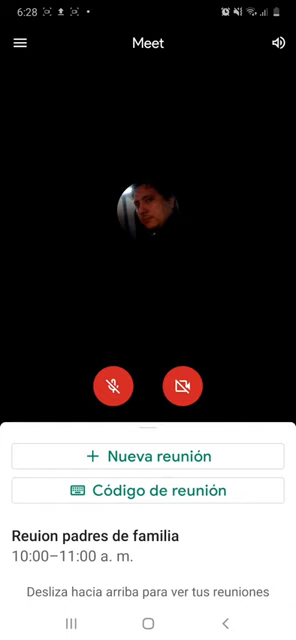 6:28
Meet
Nueva reunión
Código de reunión
Reuion padres de familia
10:00–11:00 a. m.
Desliza hacia arriba para ver tus reuniones